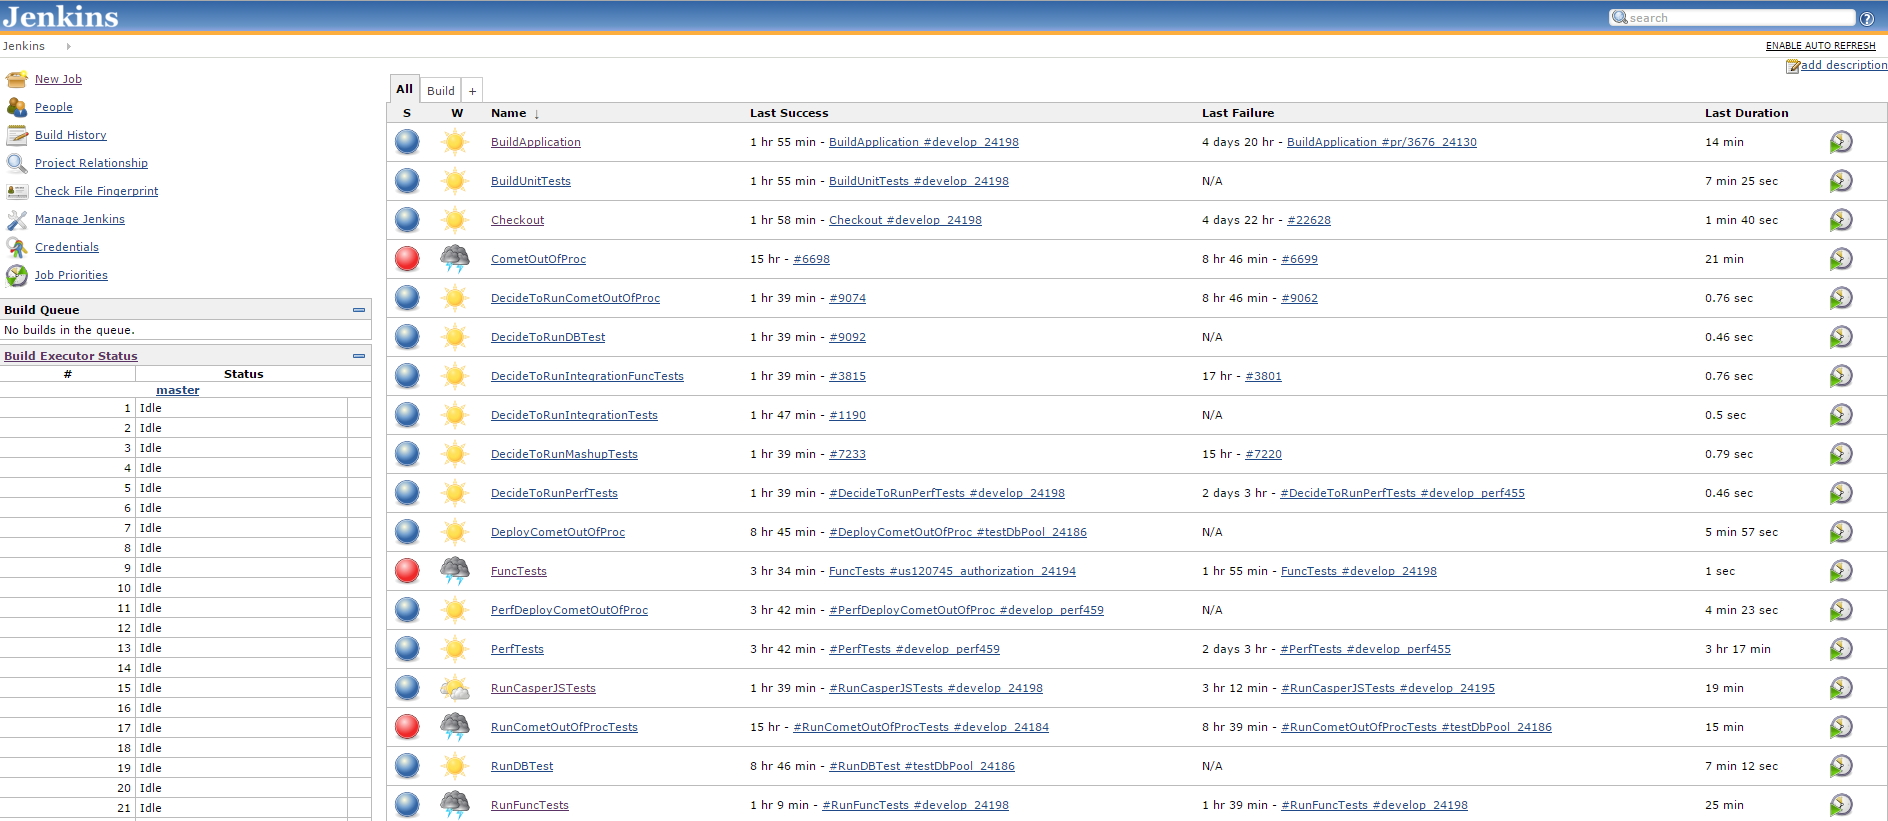 Jenkins
search
Jenkins
ENABLE AUTO REFRESH
add description
New Job
People
Build History
Project Relationship
Check File Fingerprint
Manage Jenkins
Credentials
Job Priorities
Build Queue
No builds in the queue.
Build Executor Status
# Status
master
1 Idle
2 Idle
3 Idle
4 Idle
5 Idle
6 Idle
7 Idle
8 Idle
9 Idle
10 Idle
11 Idle
12 Idle
13 Idle
14 Idle
15 Idle
16 Idle
17 Idle
18 Idle
19 Idle
20 Idle
21 Idle
All Build +
S W Name ↓ Last Success Last Failure Last Duration
BuildApplication 1 hr 55 min - BuildApplication #develop_24198 4 days 20 hr - BuildApplication #pr/3676_24130 14 min
BuildUnitTests 1 hr 55 min - BuildUnitTests #develop_24198 N/A 7 min 25 sec
Checkout 1 hr 58 min - Checkout #develop_24198 4 days 22 hr - #22628 1 min 40 sec
CometOutOfProc 15 hr - #6698 8 hr 46 min - #6699 21 min
DecideToRunCometOutOfProc 1 hr 39 min - #9074 8 hr 46 min - #9062 0.76 sec
DecideToRunDBTest 1 hr 39 min - #9092 N/A 0.46 sec
DecideToRunIntegrationFuncTests 1 hr 39 min - #3815 17 hr - #3801 0.76 sec
DecideToRunIntegrationTests 1 hr 47 min - #1190 N/A 0.5 sec
DecideToRunMashupTests 1 hr 39 min - #7233 15 hr - #7220 0.79 sec
DecideToRunPerfTests 1 hr 39 min - #DecideToRunPerfTests #develop_24198 2 days 3 hr - #DecideToRunPerfTests #develop_perf455 0.46 sec
DeployCometOutOfProc 8 hr 45 min - #DeployCometOutOfProc #testDbPool_24186 N/A 5 min 57 sec
FuncTests 3 hr 34 min - FuncTests #us120745_authorization_24194 1 hr 55 min - FuncTests #develop_24198 1 sec
PerfDeployCometOutOfProc 3 hr 42 min - #PerfDeployCometOutOfProc #develop_perf459 N/A 4 min 23 sec
PerfTests 3 hr 42 min - #PerfTests #develop_perf459 2 days 3 hr - #PerfTests #develop_perf455 3 hr 17 min
RunCasperJSTests 1 hr 39 min - #RunCasperJSTests #develop_24198 3 hr 12 min - #RunCasperJSTests #develop_24195 19 min
RunCometOutOfProcTests 15 hr - #RunCometOutOfProcTests #develop_24184 8 hr 39 min - #RunCometOutOfProcTests #testDbPool_24186 15 min
RunDBTest 8 hr 46 min - #RunDBTest #testDbPool_24186 N/A 7 min 12 sec
RunFuncTests 1 hr 9 min - #RunFuncTests #develop_24198 1 hr 39 min - #RunFuncTests #develop_24198 25 min